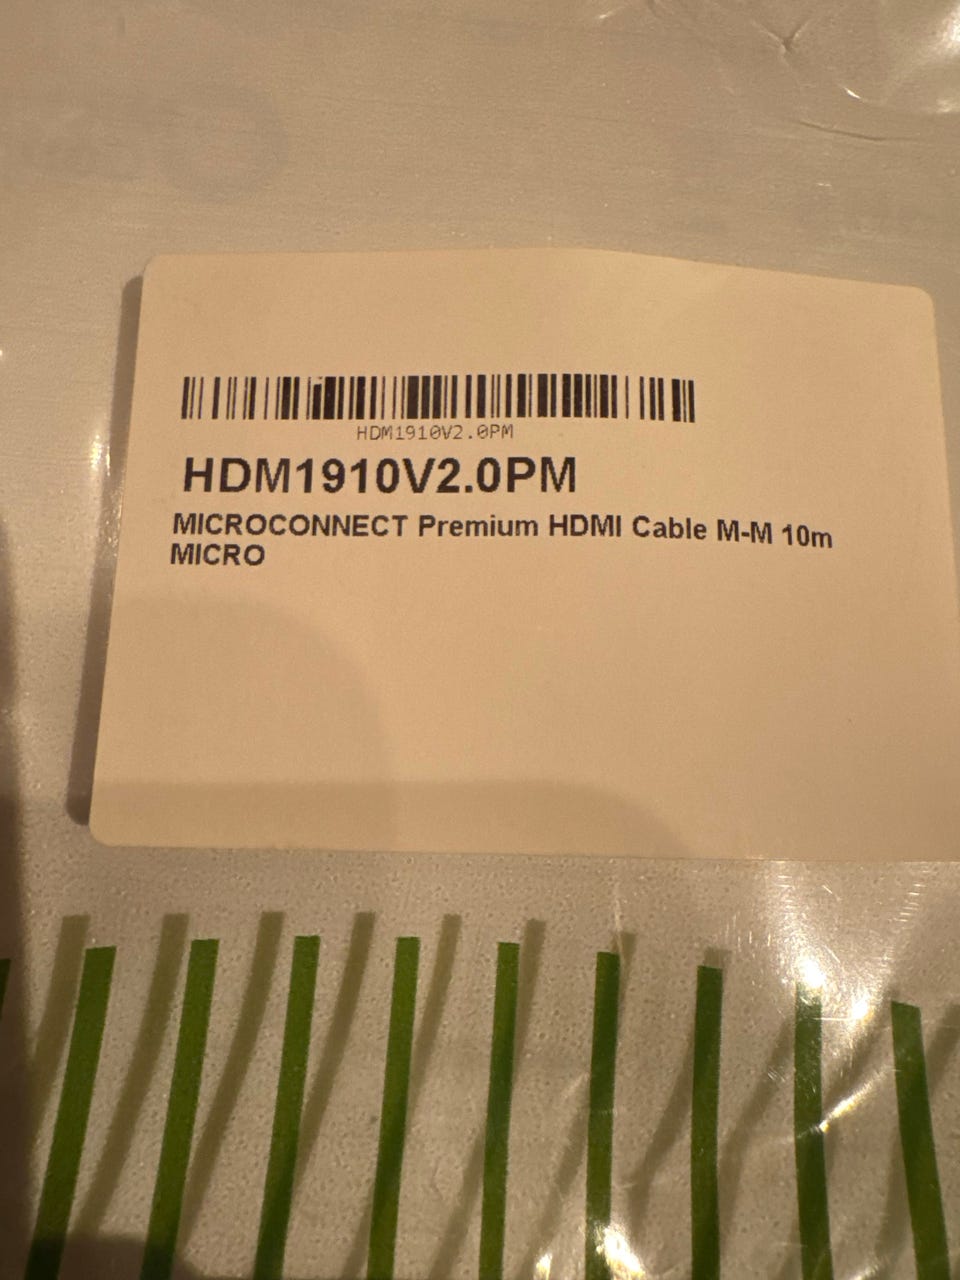 HDM1910V2.0PM
HDM1910V2.0PM
MICROCONNECT Premium HDMI Cable M-M 10m
MICRO